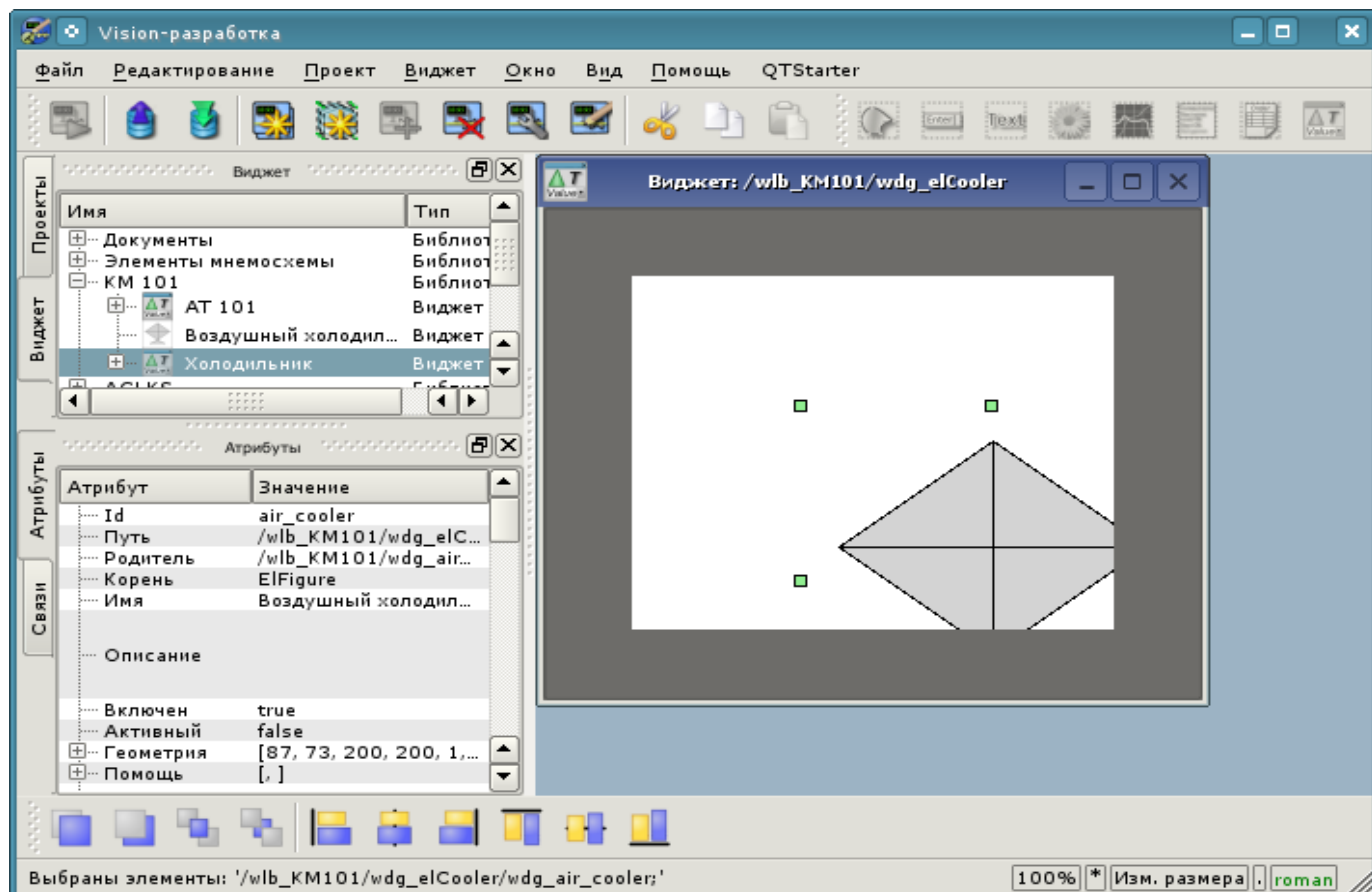 Vision-разработка
Файл Редактирование Проект Виджет Окно Вид Помощь QTStarter
Enter Text ΔT
Виджет
Проекты
Виджет
Имя Тип
Документы Библиот
Элементы мнемосхемы Библиот
КМ 101 Библиот
АТ 101 Виджет
Воздушный холодил... Виджет
Холодильник Виджет
Виджет: /wlb_KM101/wdg_elCooler
Атрибуты
Атрибуты
Связи
Атрибут Значение
Id air_cooler
Путь /wlb_KM101/wdg_elC...
Родитель /wlb_KM101/wdg_air...
Корень ElFigure
Имя Воздушный холодил...
Описание
Включен true
Активный false
Геометрия [87, 73, 200, 200, 1,...
Помощь [, ]
Выбраны элементы: '/wlb_KM101/wdg_elCooler/wdg_air_cooler;' 100% * Изм. размера . roman